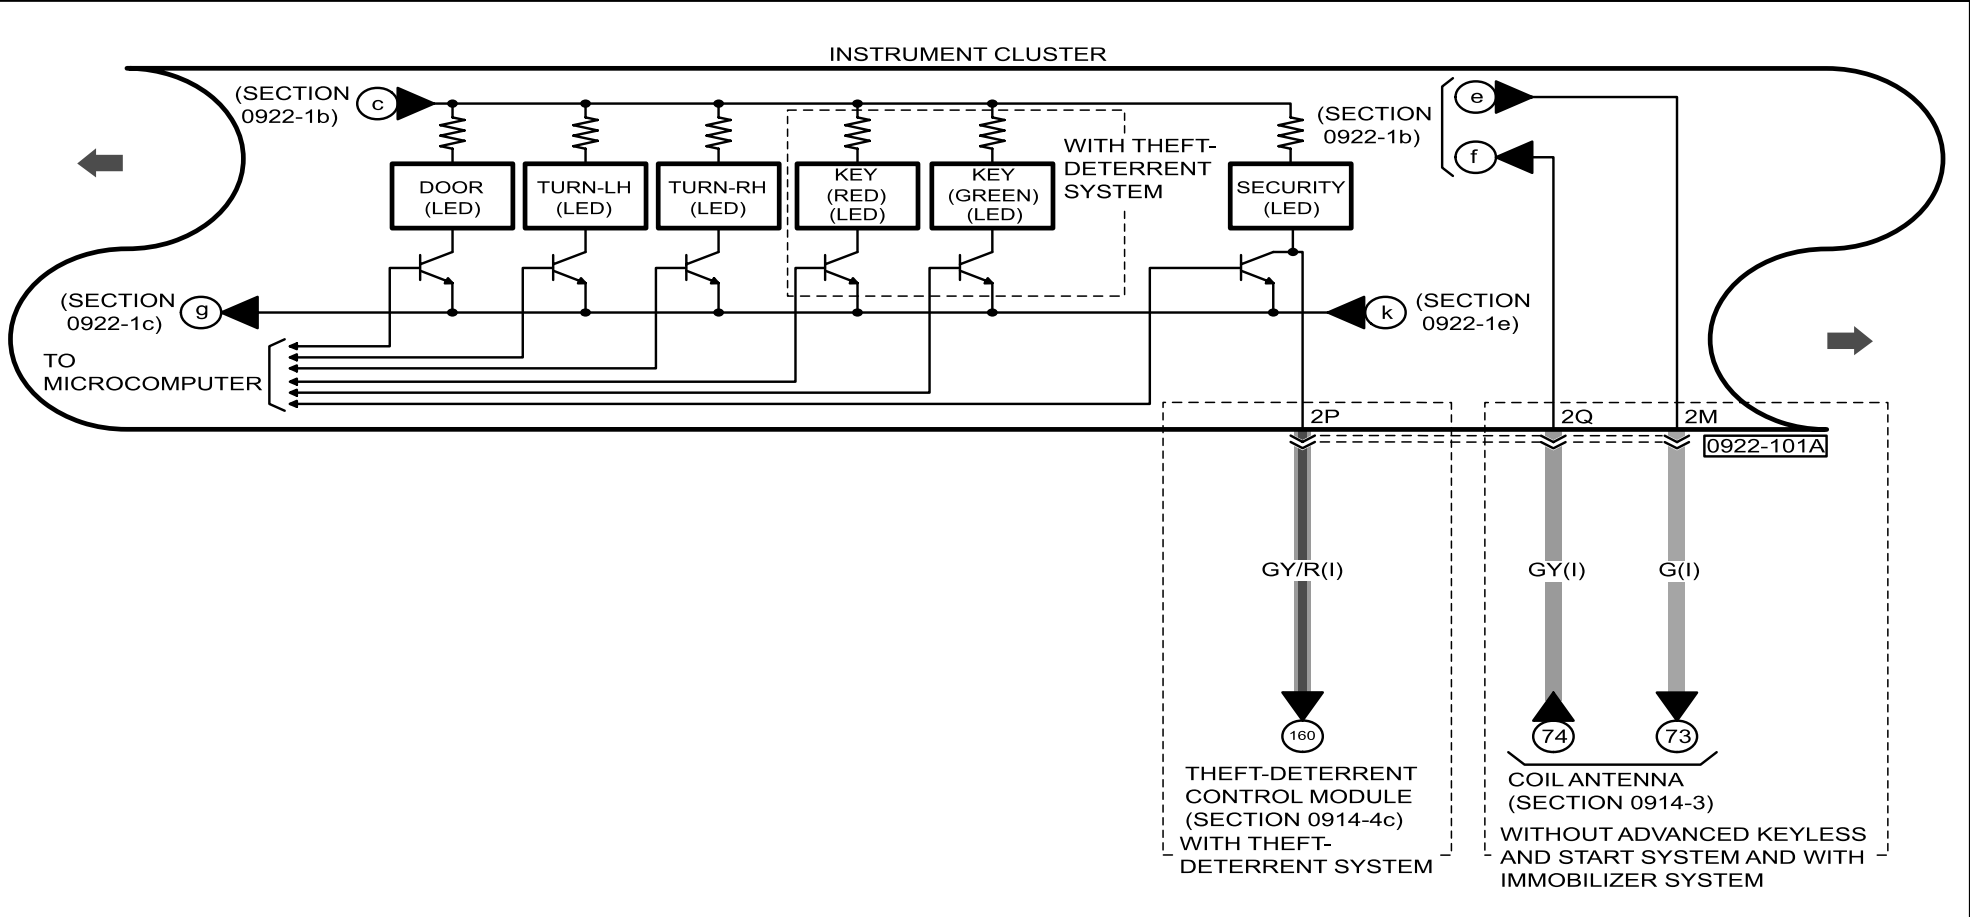 INSTRUMENT CLUSTER
(SECTION
0922-1b)
c
(SECTION
0922-1b)
e
f
WITH THEFT-
DETERRENT
SYSTEM
DOOR
(LED)
TURN-LH
(LED)
TURN-RH
(LED)
KEY
(RED)
(LED)
KEY
(GREEN)
(LED)
SECURITY
(LED)
(SECTION
0922-1c)
g
k
(SECTION
0922-1e)
TO
MICROCOMPUTER
2P
2Q
2M
0922-101A
GY/R(I)
GY(I)
G(I)
160
74
73
THEFT-DETERRENT
CONTROL MODULE
(SECTION 0914-4c)
WITH THEFT-
DETERRENT SYSTEM
COIL ANTENNA
(SECTION 0914-3)
WITHOUT ADVANCED KEYLESS
AND START SYSTEM AND WITH
IMMOBILIZER SYSTEM